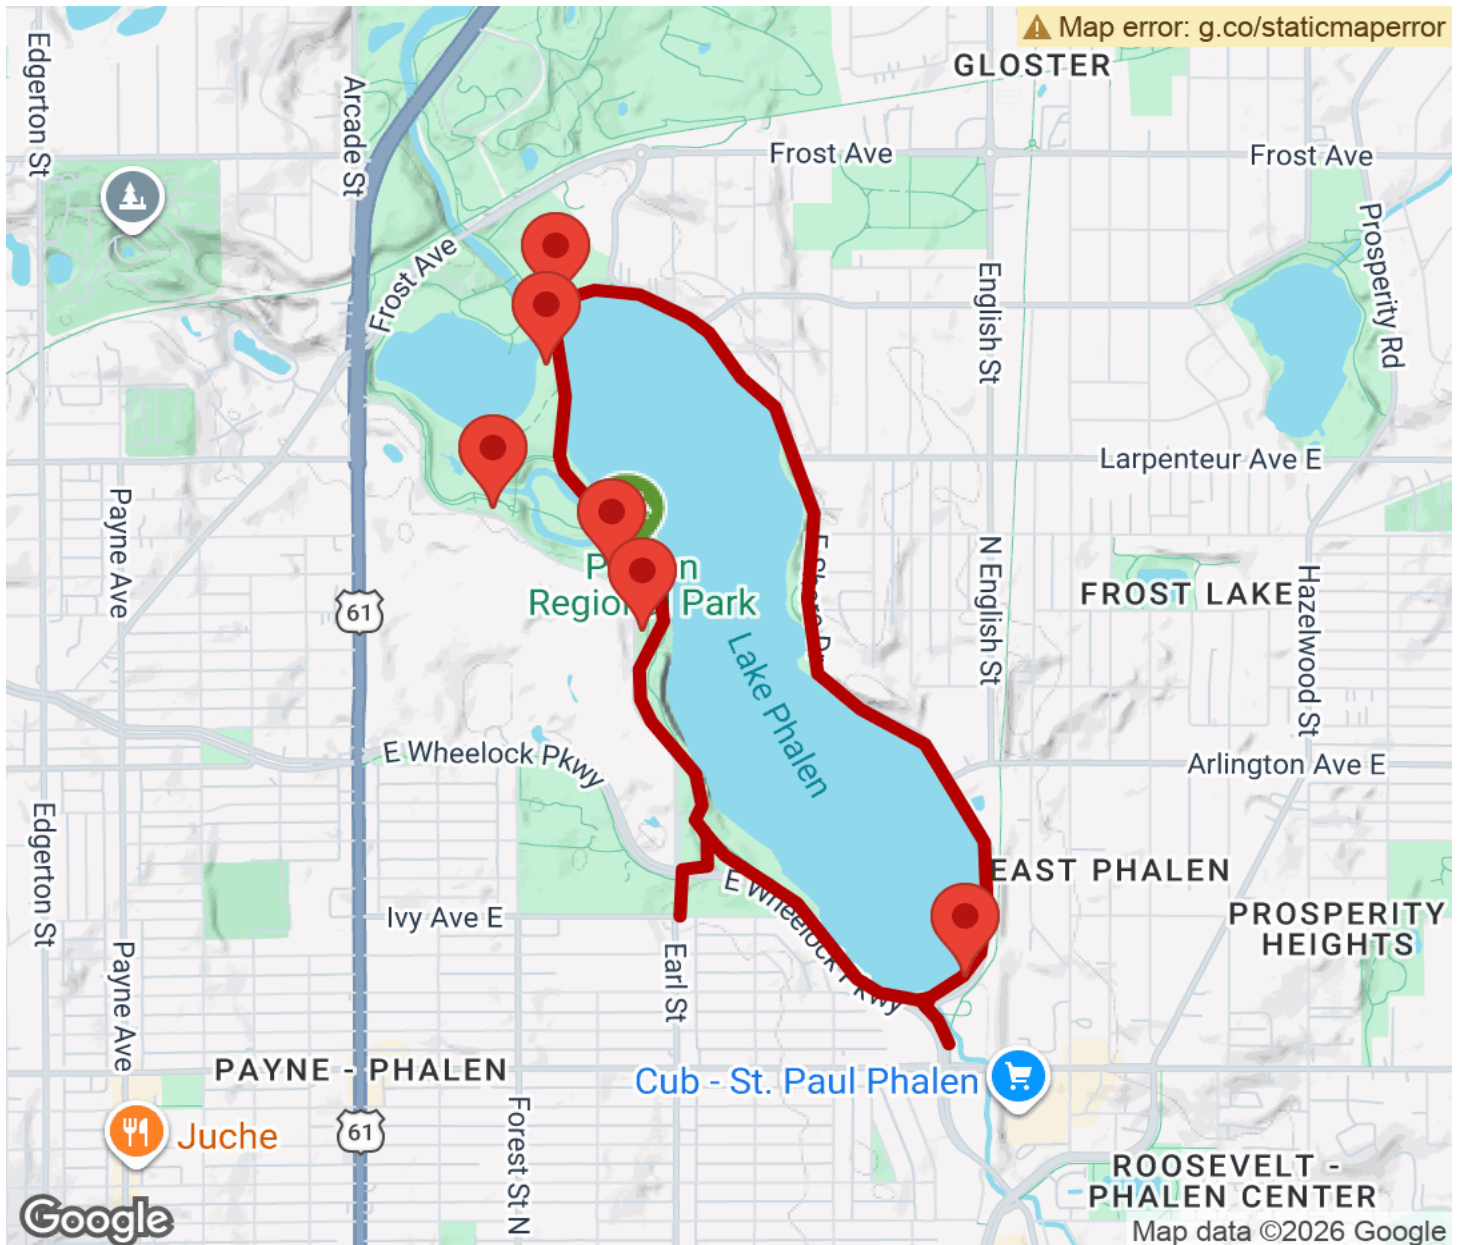 Map error: g.co/staticmaperror
GLOSTER
Edgerton St
Arcade St
Frost Ave
Frost Ave
Prosperity Rd
Frost Ave
English St
Larpenteur Ave E
Payne Ave
61
Regional Park
E Shore Dr
N English St
FROST LAKE
Hazelwood St
Lake Phalen
E Wheelock Pkwy
Arlington Ave E
Edgerton St
EAST PHALEN
E Wheelock Pkwy
Ivy Ave E
PROSPERITY
HEIGHTS
Payne Ave
Earl St
PAYNE - PHALEN
Cub - St. Paul Phalen
Juche
61
Forest St N
ROOSEVELT -
PHALEN CENTER
Google
Map data ©2026 Google